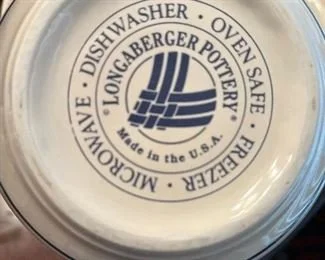 MICROWAVE · DISHWASHER · OVEN SAFE · FREEZER ·
® LONGABERGER POTTERY ®
Made in the U.S.A.